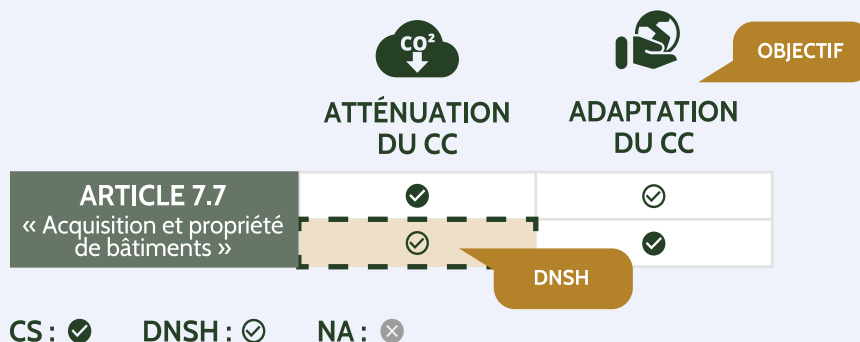 CO²
OBJECTIF
ATTÉNUATION
DU CC
ADAPTATION
DU CC
ARTICLE 7.7
« Acquisition et propriété
de bâtiments »
DNSH
CS :
DNSH :
NA :